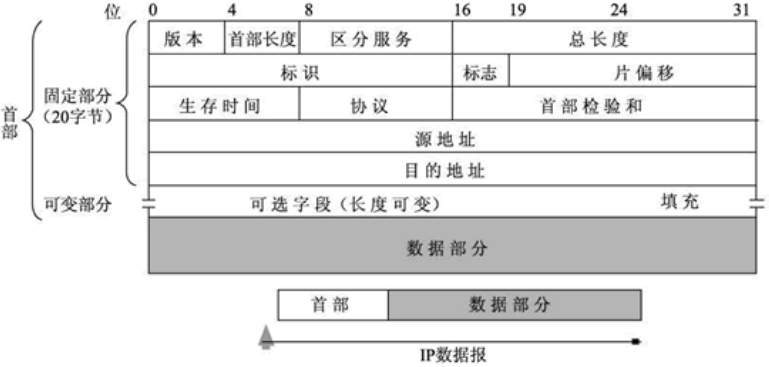 位 0 4 8 16 19 24 31
版本 首部长度 区分服务 总长度
标识 标志 片偏移
固定部分
(20字节)
生存时间 协议 首部检验和
首部
源地址
目的地址
可变部分 可选字段(长度可变) 填充
数据部分
首部 数据部分
IP数据报